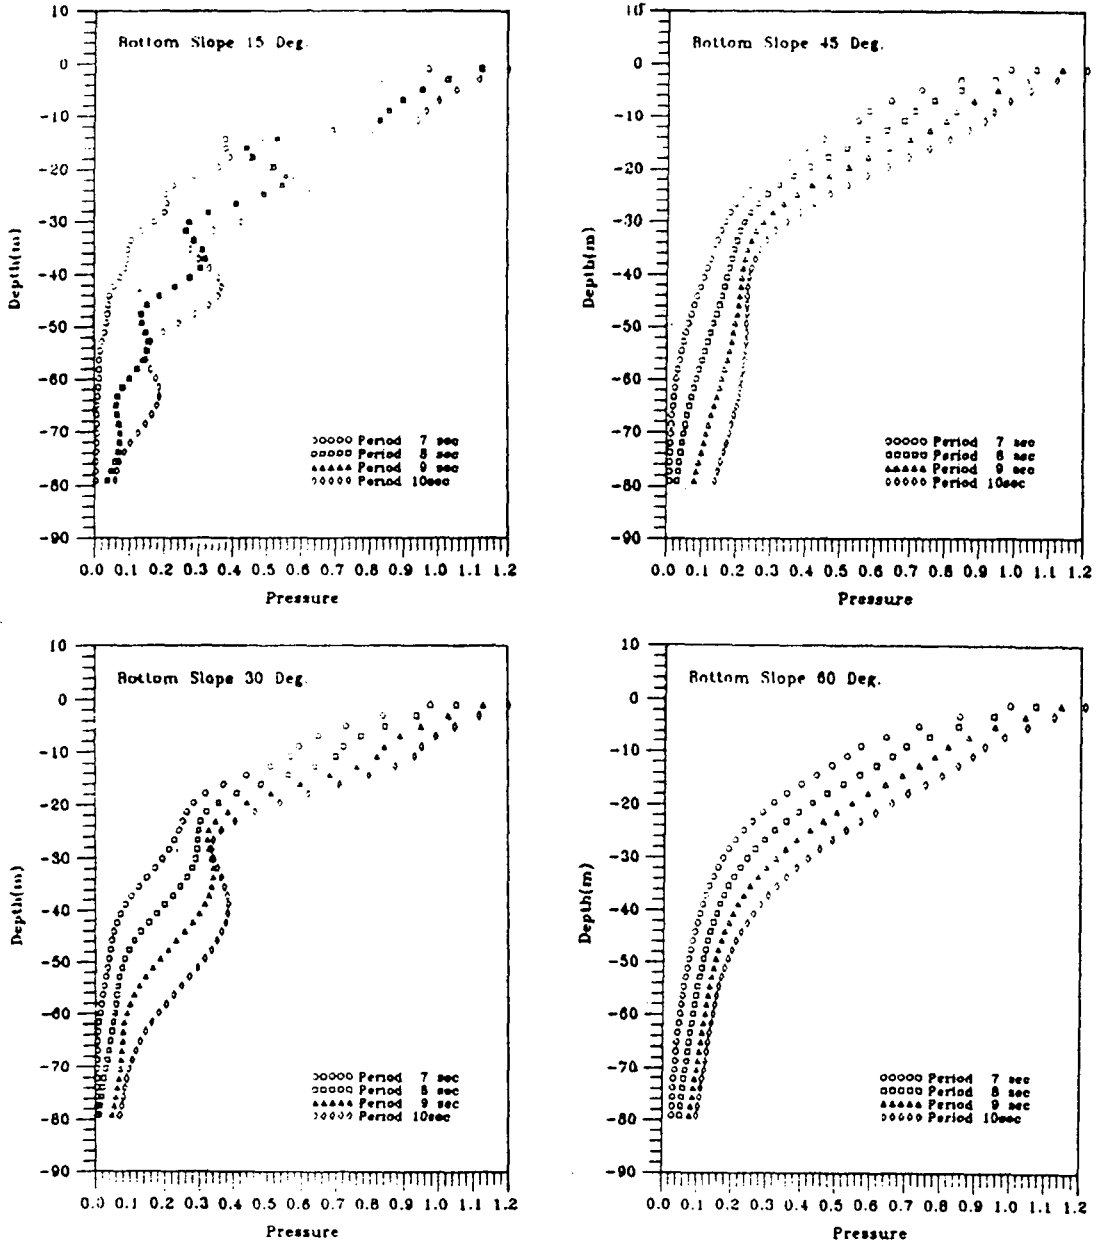 Bottom Slope 15 Deg.
10
0
-10
-20
-30
-40
-50
-60
-70
-80
-90
Depth(m)
Period 7 sec
Period 8 sec
Period 9 sec
Period 10sec
0.0 0.1 0.2 0.3 0.4 0.5 0.6 0.7 0.8 0.9 1.0 1.1 1.2
Pressure
Bottom Slope 45 Deg.
10
0
-10
-20
-30
-40
-50
-60
-70
-80
-90
Depth(m)
Period 7 sec
Period 8 sec
Period 9 sec
Period 10sec
0.0 0.1 0.2 0.3 0.4 0.5 0.6 0.7 0.8 0.9 1.0 1.1 1.2
Pressure
Bottom Slope 30 Deg.
10
0
-10
-20
-30
-40
-50
-60
-70
-80
-90
Depth(m)
Period 7 sec
Period 8 sec
Period 9 sec
Period 10sec
0.0 0.1 0.2 0.3 0.4 0.5 0.6 0.7 0.8 0.9 1.0 1.1 1.2
Pressure
Bottom Slope 60 Deg.
10
0
-10
-20
-30
-40
-50
-60
-70
-80
-90
Depth(m)
Period 7 sec
Period 8 sec
Period 9 sec
Period 10sec
0.0 0.1 0.2 0.3 0.4 0.5 0.6 0.7 0.8 0.9 1.0 1.1 1.2
Pressure